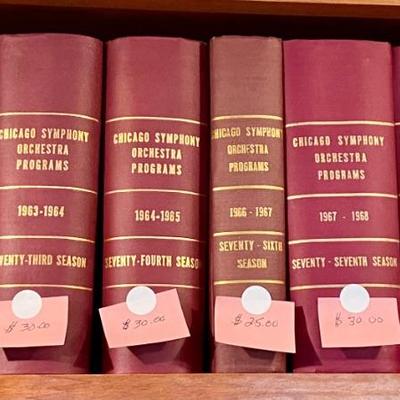 CHICAGO SYMPHONY
ORCHESTRA
PROGRAMS
1963-1964
VENTY-THIRD SEASON
$ 30.00
CHICAGO SYMPHONY
ORCHESTRA
PROGRAMS
1964-1965
SEVENTY-FOURTH SEASON
$ 30.00
CHICAGO SYMPHONY
ORCHESTRA
PROGRAMS
1966-1967
SEVENTY-SIXTH
SEASON
$ 25.00
CHICAGO SYMPHONY
ORCHESTRA
PROGRAMS
1967-1968
SEVENTY-SEVENTH SEASON
$ 30.00